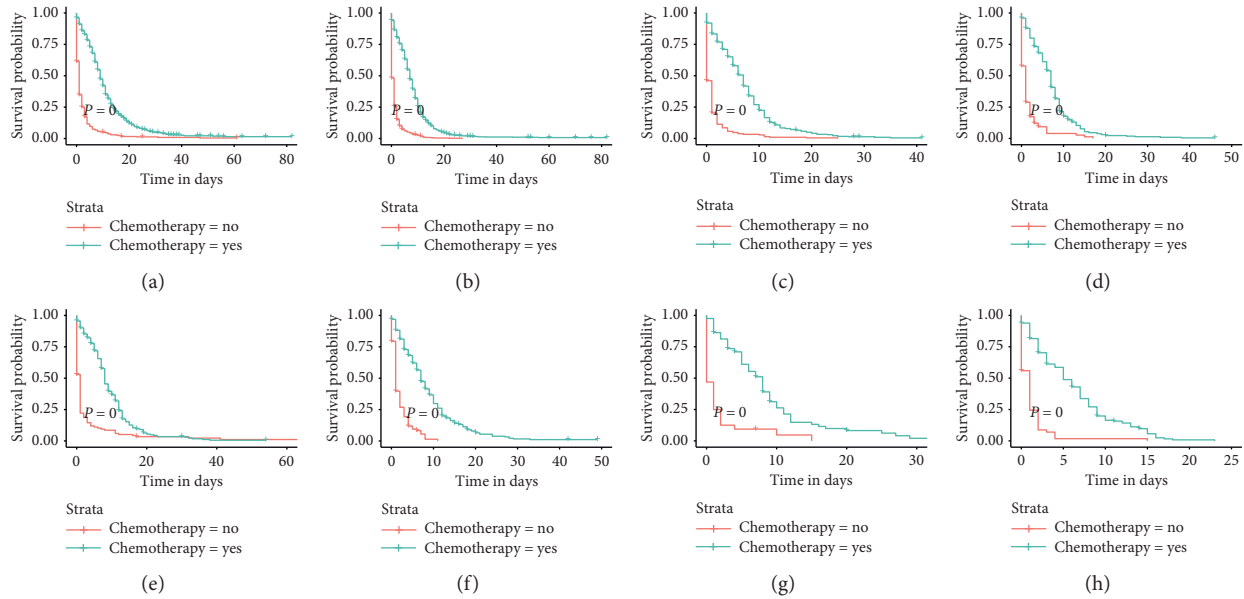 1.00
0.75
0.50
0.25
0.00
Survival probability
P = 0
0 20 40 60 80
Time in days
Strata
Chemotherapy = no
Chemotherapy = yes
(a)
1.00
0.75
0.50
0.25
0.00
Survival probability
P = 0
0 20 40 60 80
Time in days
Strata
Chemotherapy = no
Chemotherapy = yes
(b)
1.00
0.75
0.50
0.25
0.00
Survival probability
P = 0
0 10 20 30 40
Time in days
Strata
Chemotherapy = no
Chemotherapy = yes
(c)
1.00
0.75
0.50
0.25
0.00
Survival probability
P = 0
0 10 20 30 40 50
Time in days
Strata
Chemotherapy = no
Chemotherapy = yes
(d)
1.00
0.75
0.50
0.25
0.00
Survival probability
P = 0
0 20 40 60
Time in days
Strata
Chemotherapy = no
Chemotherapy = yes
(e)
1.00
0.75
0.50
0.25
0.00
Survival probability
P = 0
0 10 20 30 40 50
Time in days
Strata
Chemotherapy = no
Chemotherapy = yes
(f)
1.00
0.75
0.50
0.25
0.00
Survival probability
P = 0
0 10 20 30
Time in days
Strata
Chemotherapy = no
Chemotherapy = yes
(g)
1.00
0.75
0.50
0.25
0.00
Survival probability
P = 0
0 5 10 15 20 25
Time in days
Strata
Chemotherapy = no
Chemotherapy = yes
(h)